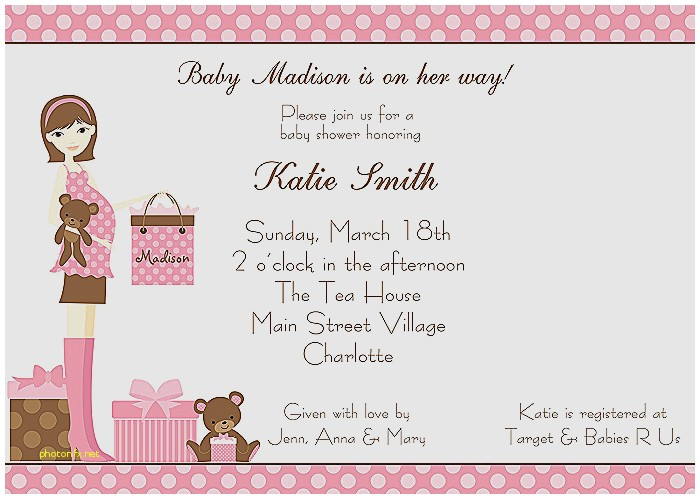 Baby Madison is on her way!
Please join us for a
baby shower honoring
Katie Smith
Madison
Sunday, March 18th
2 o'clock in the afternoon
The Tea House
Main Street Village
Charlotte
Given with love by
Jenn, Anna & Mary
Katie is registered at
Target & Babies R Us
photonfx.net